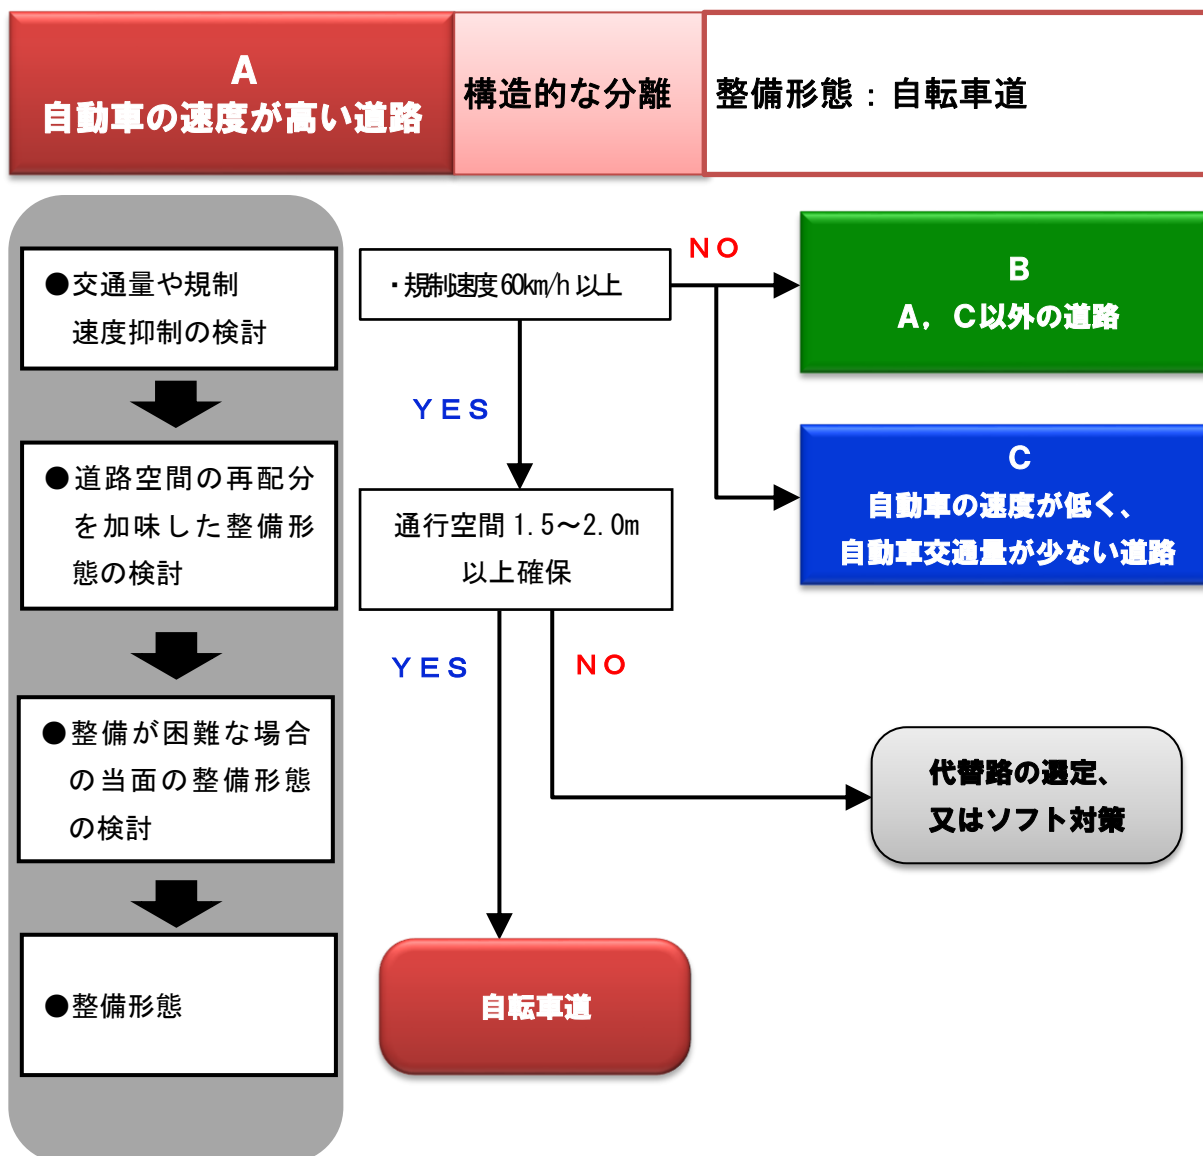 A
自動車の速度が高い道路
構造的な分離
整備形態：自転車道
●交通量や規制
速度抑制の検討
・規制速度60km/h以上
NO
B
A，C以外の道路
YES
C
自動車の速度が低く、
自動車交通量が少ない道路
●道路空間の再配分
を加味した整備形
態の検討
通行空間 1.5～2.0m
以上確保
YES
NO
●整備が困難な場合
の当面の整備形態
の検討
代替路の選定、
又はソフト対策
●整備形態
自転車道